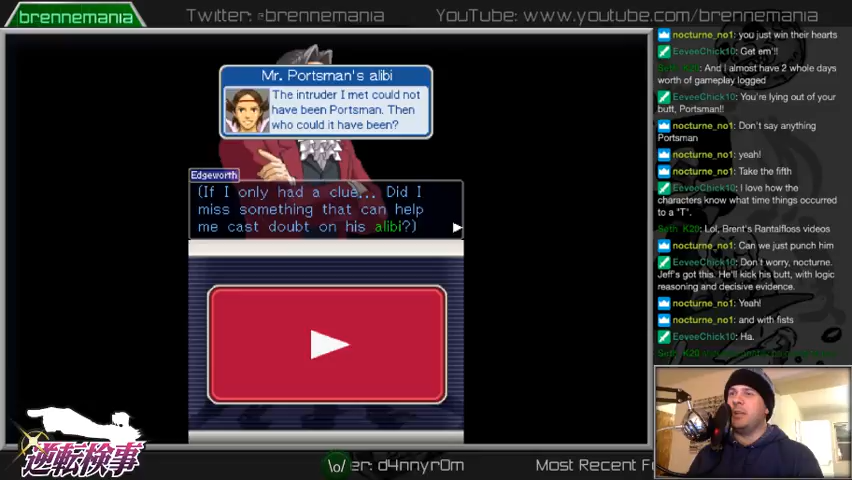 brennemania
Twitter: @brennemania
YouTube: www.youtube.com/brennemania
Mr. Portsman's alibi
The intruder I met could not
have been Portsman. Then
who could it have been?
Edgeworth
(If I only had a clue... Did I
miss something that can help
me cast doubt on his alibi?)
逆転検事
\o/
er: d4nnyr0m
Most Recent Fo
nocturne_no1: you just win their hearts
EeveeChick10: Get em'!!
Seth_K20: And I almost have 2 whole days
worth of gameplay logged
EeveeChick10: You're lying out of your
butt, Portsman!!
nocturne_no1: Don't say anything
Portsman
nocturne_no1: yeah!
nocturne_no1: Take the fifth
EeveeChick10: I love how the
characters know what time things occurred
to a "T".
Seth_K20: Lol, Brent's Rantalfloss videos
nocturne_no1: Can we just punch him
EeveeChick10: Don't worry, nocturne.
Jeff's got this. He'll kick his butt, with logic
reasoning and decisive evidence.
nocturne_no1: Yeah!
nocturne_no1: and with fists
EeveeChick10: Ha.
Seth_K20: